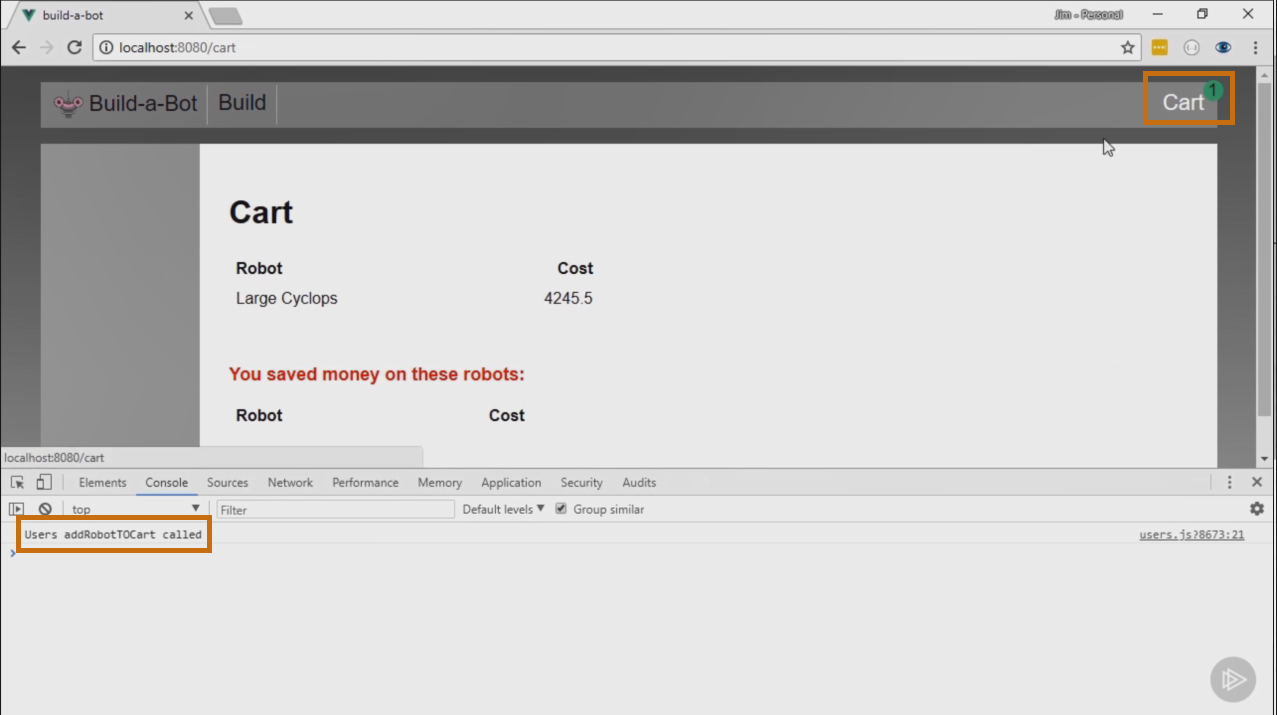 build-a-bot
Jim - Personal
localhost:8080/cart
Build-a-Bot Build Cart 1
Cart
Robot Cost
Large Cyclops 4245.5
You saved money on these robots:
Robot Cost
localhost:8080/cart
Elements Console Sources Network Performance Memory Application Security Audits
top Filter Default levels Group similar
Users addRobotTOCart called users.js?8673:21